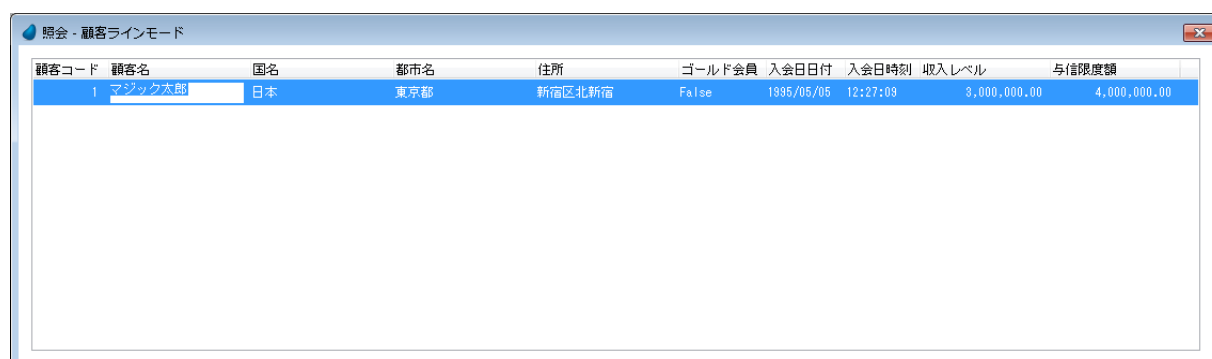 照会 - 顧客ラインモード
顧客コード 顧客名 国名 都市名 住所 ゴールド会員 入会日日付 入会日時刻 収入レベル 与信限度額
1 マジック太郎 日本 東京都 新宿区北新宿 False 1995/05/05 12:27:09 3,000,000.00 4,000,000.00